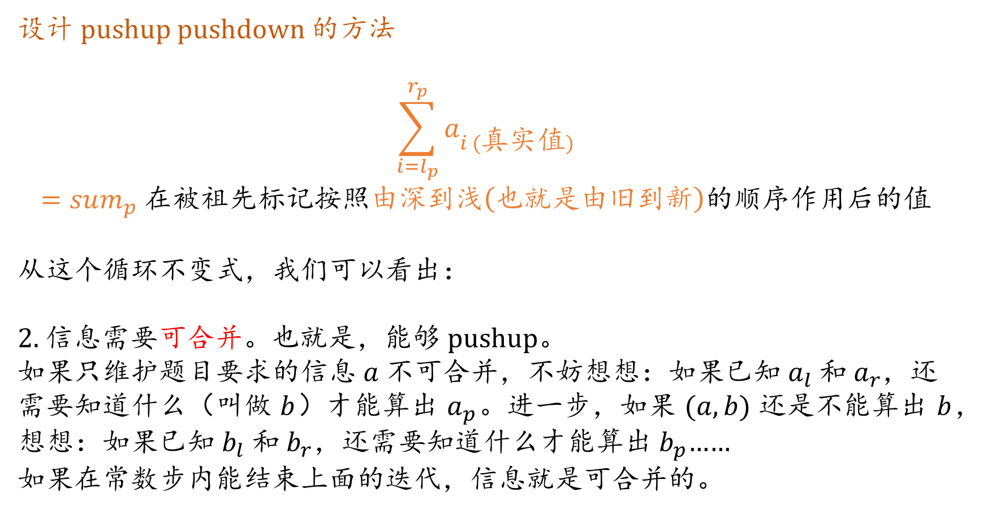 设计 pushup pushdown 的方法
$\sum_{i=l_p}^{r_p} a_{i\,(真实值)}$
= sum_p 在被祖先标记按照由深到浅(也就是由旧到新)的顺序作用后的值
从这个循环不变式，我们可以看出：
2. 信息需要可合并。也就是，能够 pushup。
如果只维护题目要求的信息 a 不可合并，不妨想想：如果已知 a_l 和 a_r，还
需要知道什么（叫做 b）才能算出 a_p。进一步，如果 (a, b) 还是不能算出 b，
想想：如果已知 b_l 和 b_r，还需要知道什么才能算出 b_p……
如果在常数步内能结束上面的迭代，信息就是可合并的。